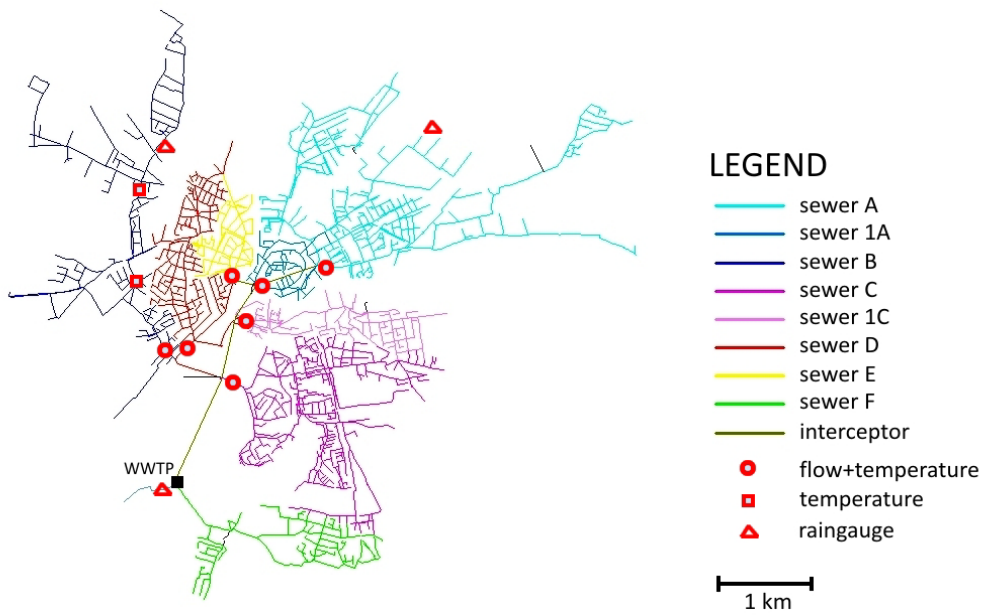 LEGEND
sewer A
sewer 1A
sewer B
sewer C
sewer 1C
sewer D
sewer E
sewer F
interceptor
flow+temperature
temperature
raingauge
1 km
WWTP